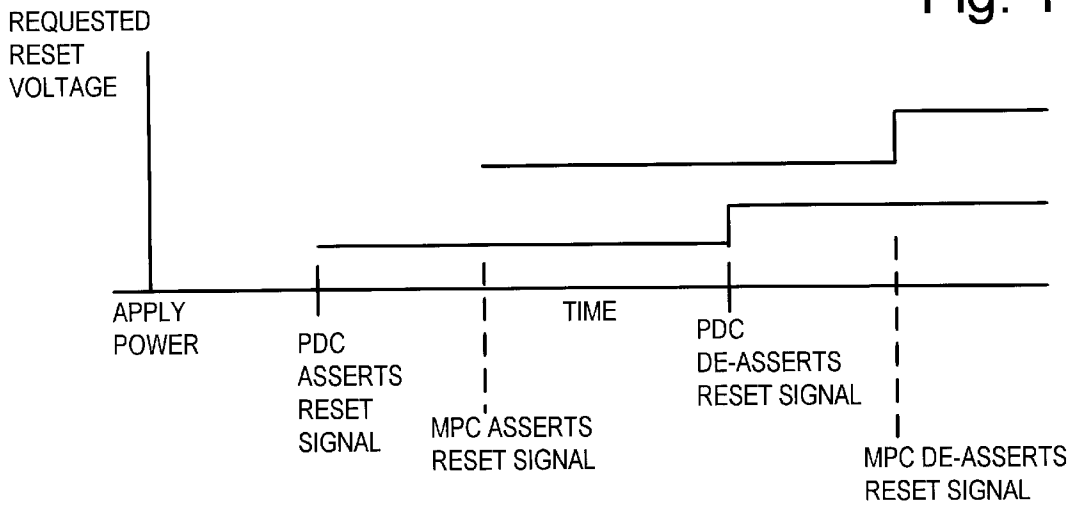 Fig. 1
REQUESTED
RESET
VOLTAGE
APPLY
POWER
TIME
PDC
ASSERTS
RESET
SIGNAL
MPC ASSERTS
RESET SIGNAL
PDC
DE-ASSERTS
RESET SIGNAL
MPC DE-ASSERTS
RESET SIGNAL